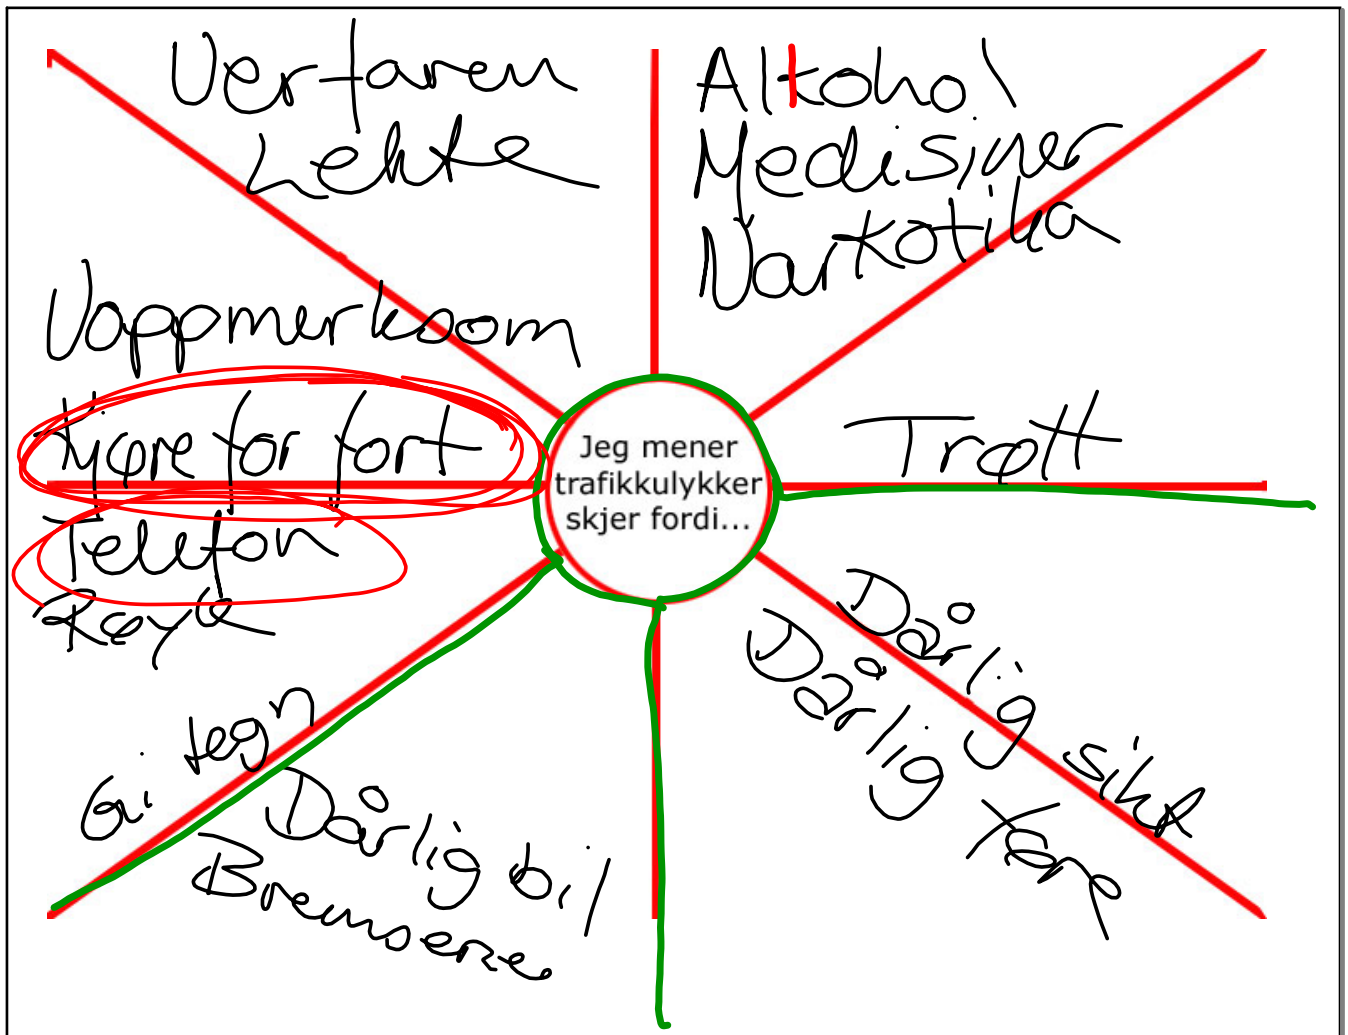 Uerfaren
Lekte
Alkohol
Medisiner
Narkotika
Uoppmerksom
Kjøre for fort
Telefon
Røyk
Jeg mener
trafikkulykker
skjer fordi...
Trøtt
Dårlig sikt
Dårlig
Gi tegn
Dårlig bil
Bremsene